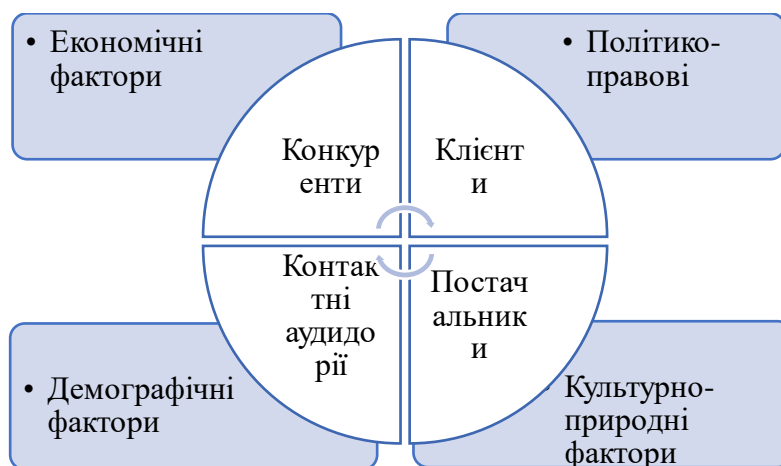 • Економічні
фактори
• Політико-
правові
Конкур
енти
Клієнт
и
Контак
тні
аудидо
рії
Постач
альник
и
• Демографічні
фактори
• Культурно-
природні
фактори